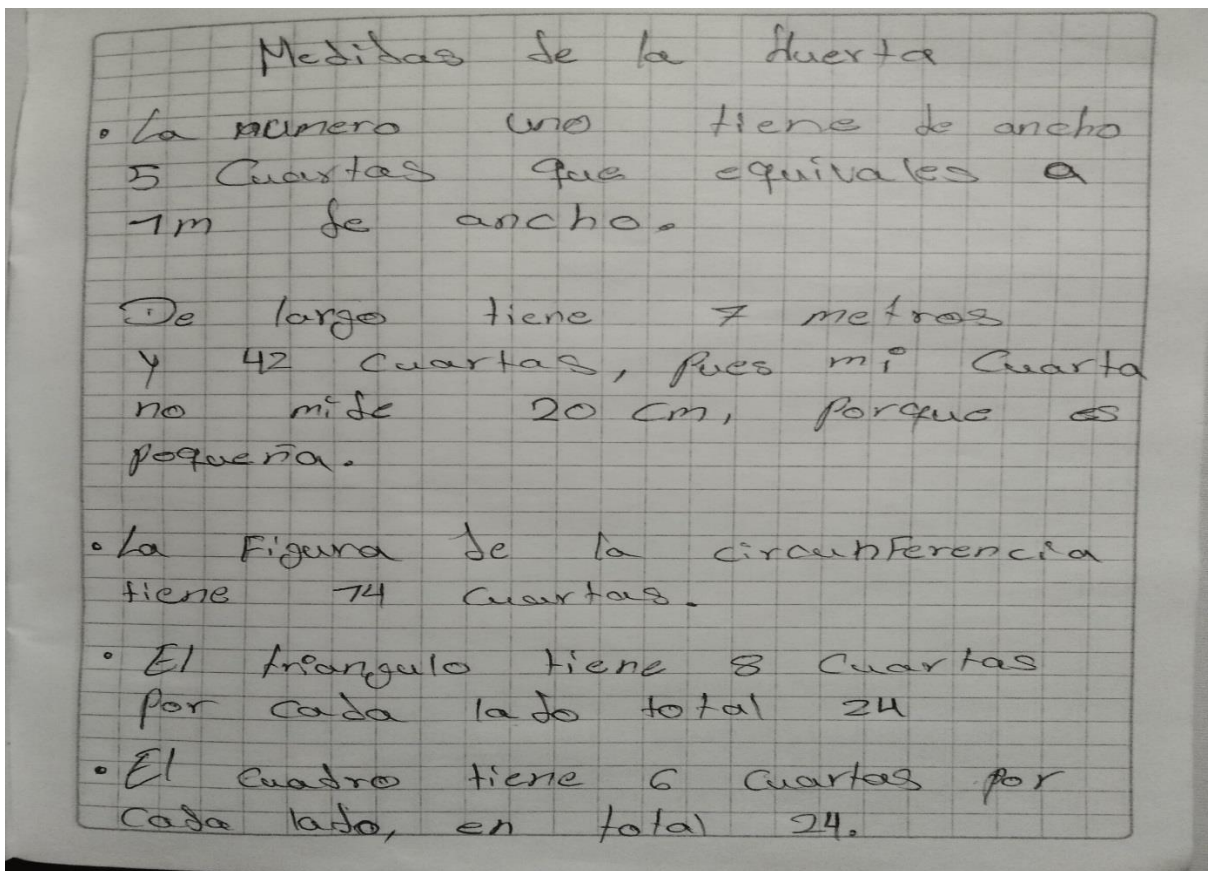 Medidas de la Huerta
• La numero uno tiene de ancho
5 Cuartas que equivales a
1m de ancho.
De largo tiene 7 metros
y 42 cuartas, pues mi Cuarta
no mide 20 cm, porque es
pequeña.
• La Figura de la circunferencia
tiene 14 cuartas.
• El triangulo tiene 8 Cuartas
por cada lado total 24
• El cuadro tiene 6 cuartas por
cada lado, en total 24.